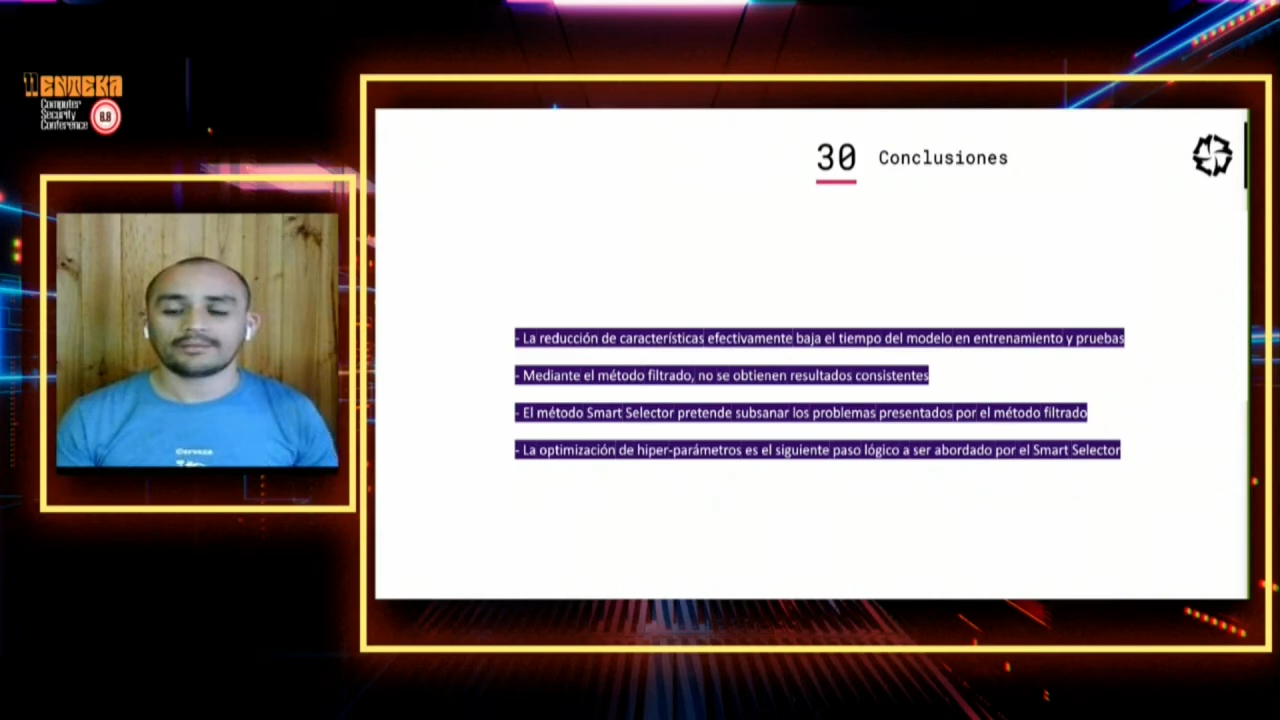 11ENTEKA
Computer
Security
Conference
8.8
30 Conclusiones
- La reducción de características efectivamente baja el tiempo del modelo en entrenamiento y pruebas
- Mediante el método filtrado, no se obtienen resultados consistentes
- El método Smart Selector pretende subsanar los problemas presentados por el método filtrado
- La optimización de hiper-parámetros es el siguiente paso lógico a ser abordado por el Smart Selector
Cerveza